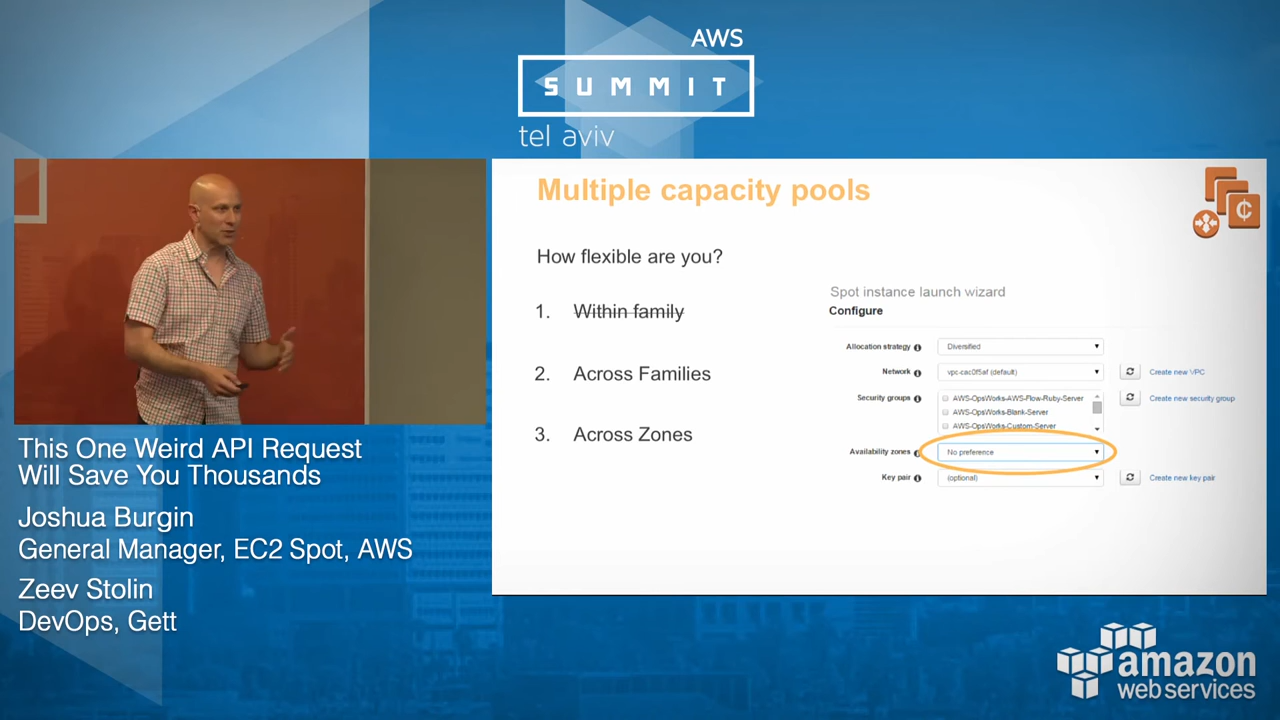 AWS
SUMMIT
tel aviv
Multiple capacity pools
How flexible are you?
1. Within family
2. Across Families
3. Across Zones
Spot instance launch wizard
Configure
Allocation strategy Diversified
Network vpc-cac0f5af (default) Create new VPC
Security groups AWS-OpsWorks-AWS-Flow-Ruby-Server Create new security group
AWS-OpsWorks-Blank-Server
AWS-OpsWorks-Custom-Server
Availability zones No preference
Key pair (optional) Create new key pair
This One Weird API Request
Will Save You Thousands
Joshua Burgin
General Manager, EC2 Spot, AWS
Zeev Stolin
DevOps, Gett
amazon
web services